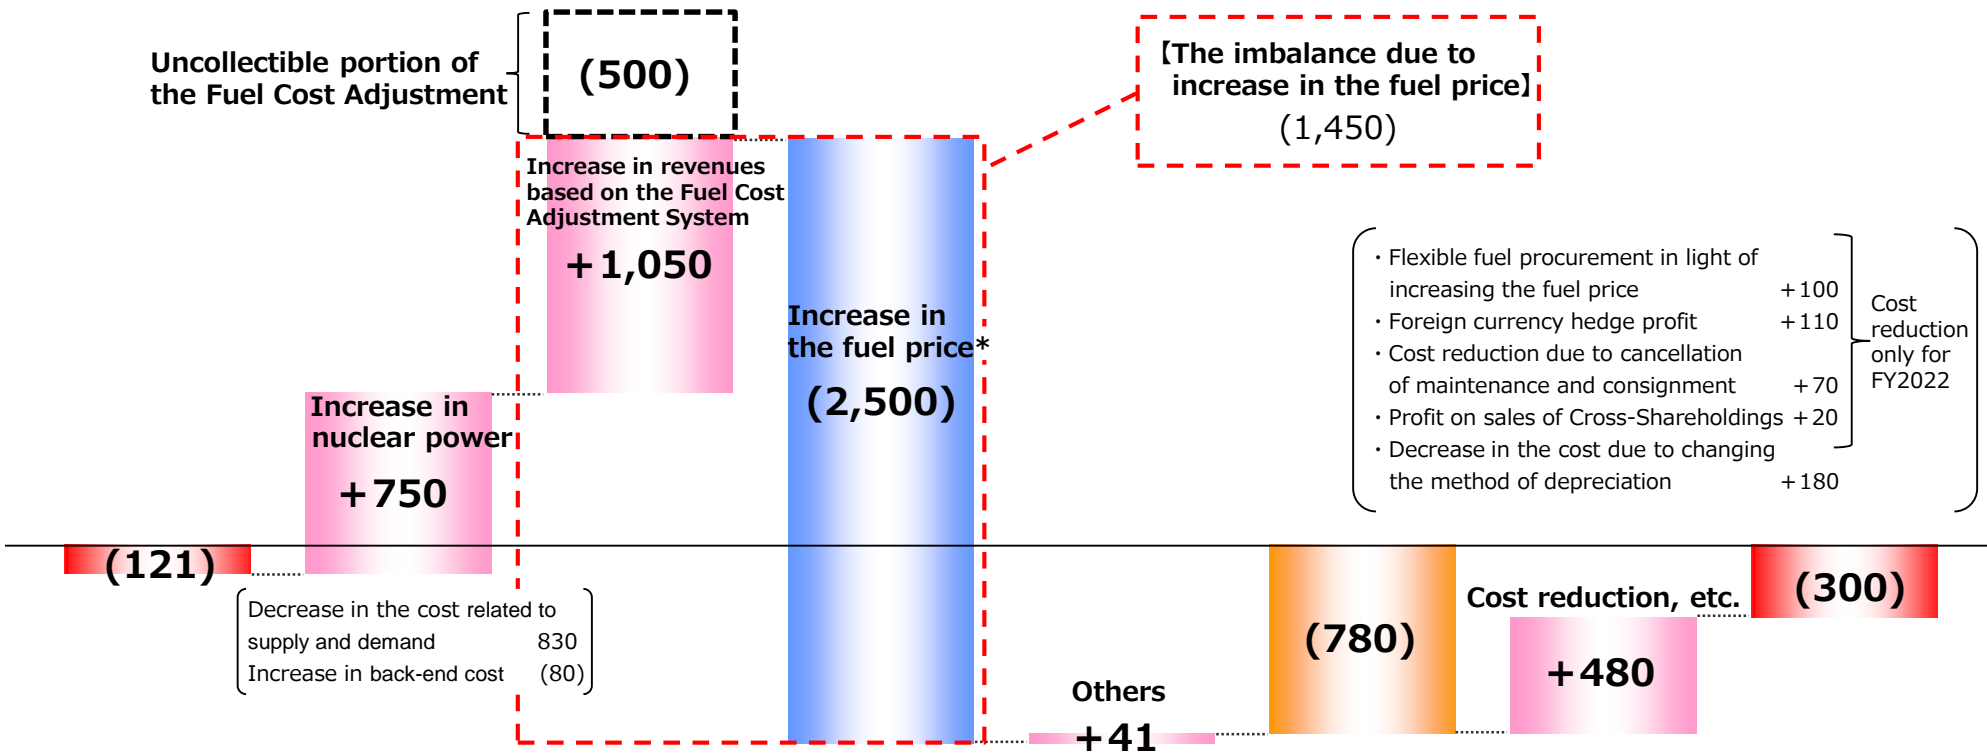 Uncollectible portion of
the Fuel Cost Adjustment
(500)
【The imbalance due to
increase in the fuel price】
(1,450)
Increase in revenues
based on the Fuel Cost
Adjustment System
+1,050
Increase in
the fuel price*
(2,500)
Increase in
nuclear power
+750
(121)
Decrease in the cost related to
supply and demand 830
Increase in back-end cost (80)
Others
+41
(780)
・Flexible fuel procurement in light of
increasing the fuel price +100
・Foreign currency hedge profit +110
・Cost reduction due to cancellation
of maintenance and consignment +70
・Profit on sales of Cross-Shareholdings +20
・Decrease in the cost due to changing
the method of depreciation +180
Cost
reduction
only for
FY2022
Cost reduction, etc.
+480
(300)